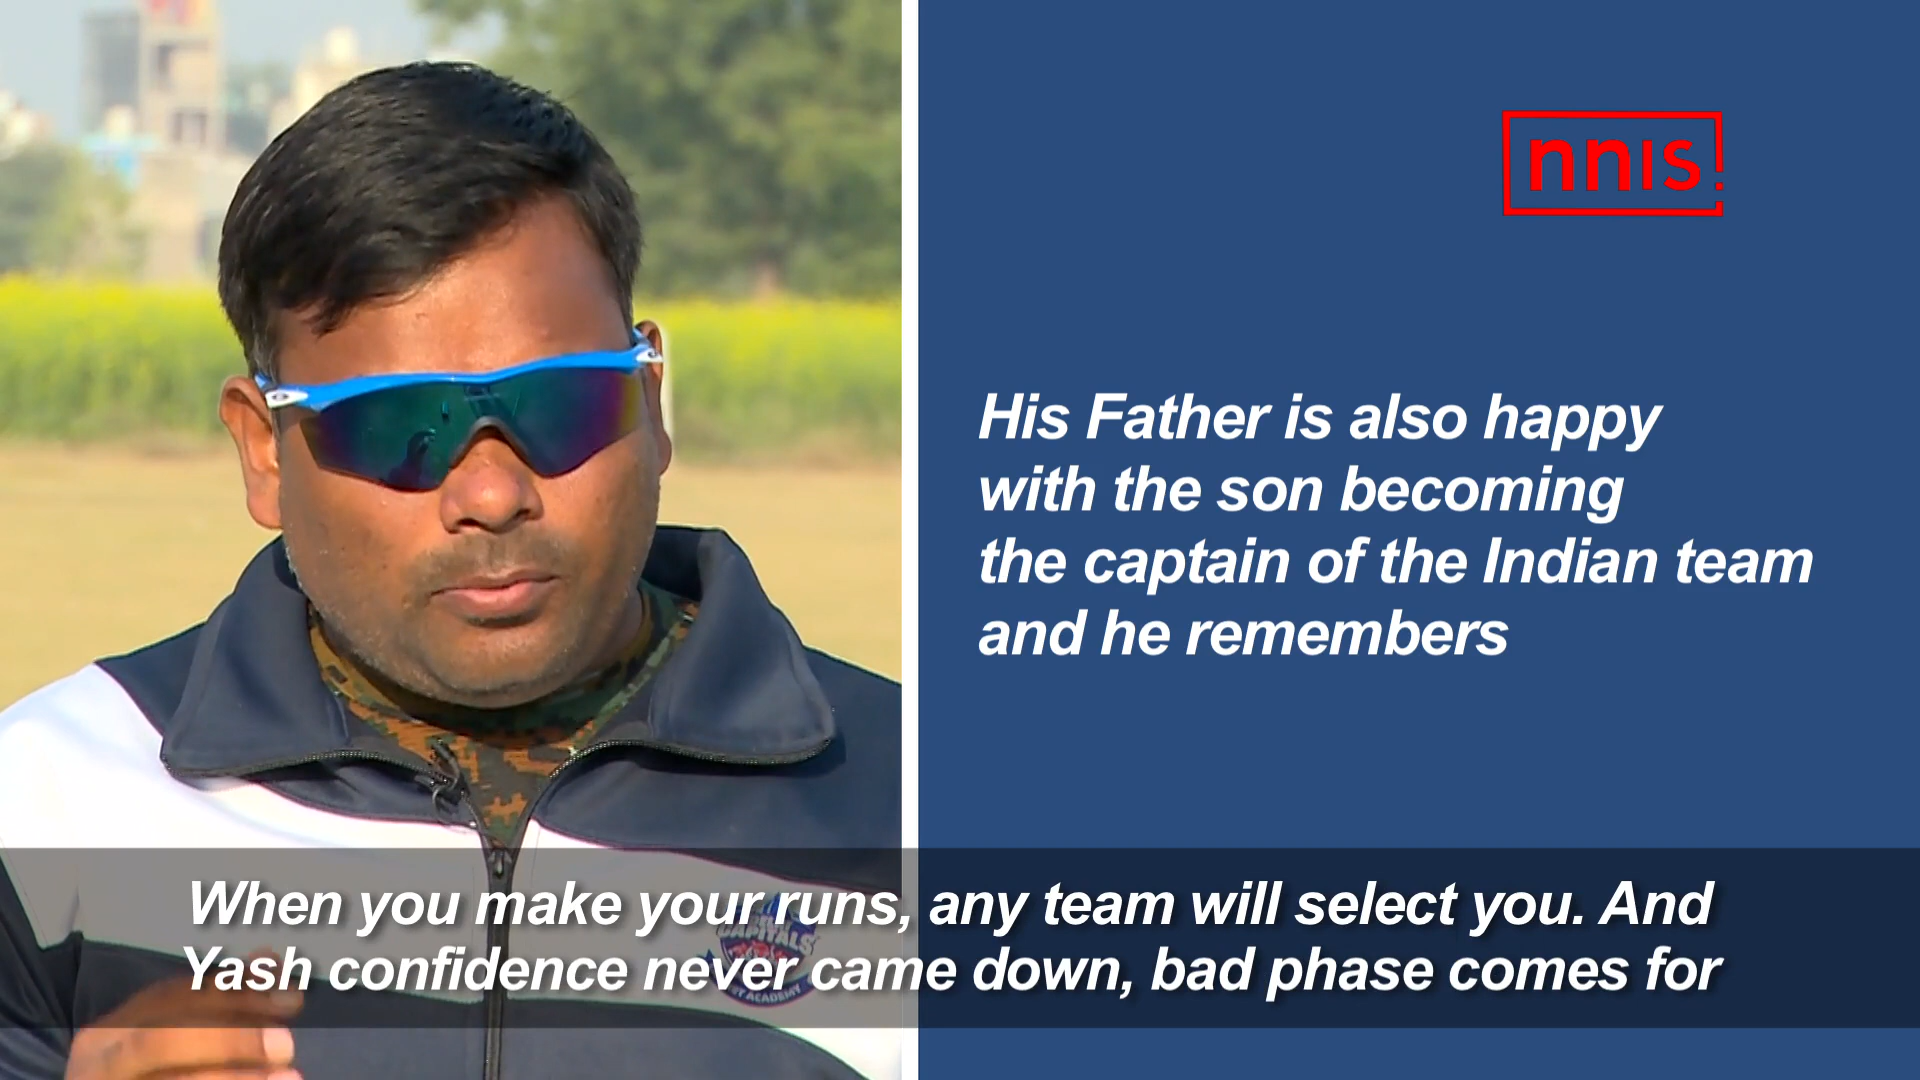 nnis
His Father is also happy
with the son becoming
the captain of the Indian team
and he remembers
CAPITALS
ACADEMY
When you make your runs, any team will select you. And
Yash confidence never came down, bad phase comes for